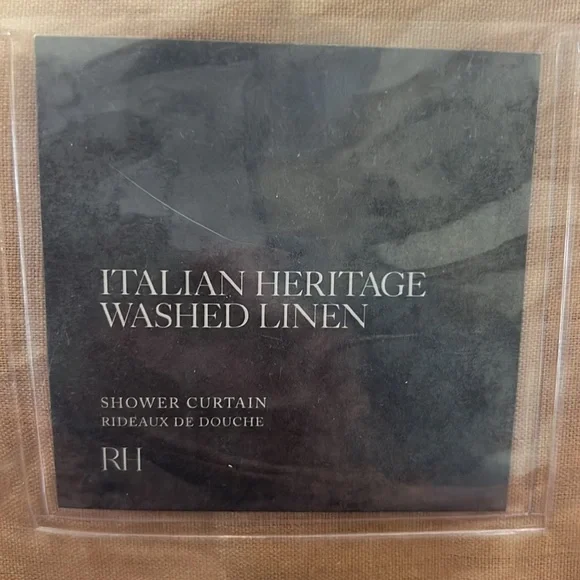 ITALIAN HERITAGE
WASHED LINEN
SHOWER CURTAIN
RIDEAUX DE DOUCHE
RH